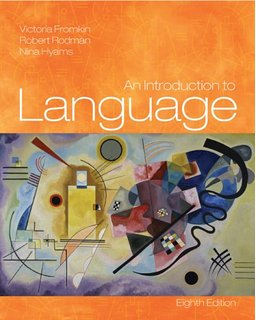 Victoria Fromkin
Robert Rodman
Nina Hyams
An Introduction to
Language
Eighth Edition